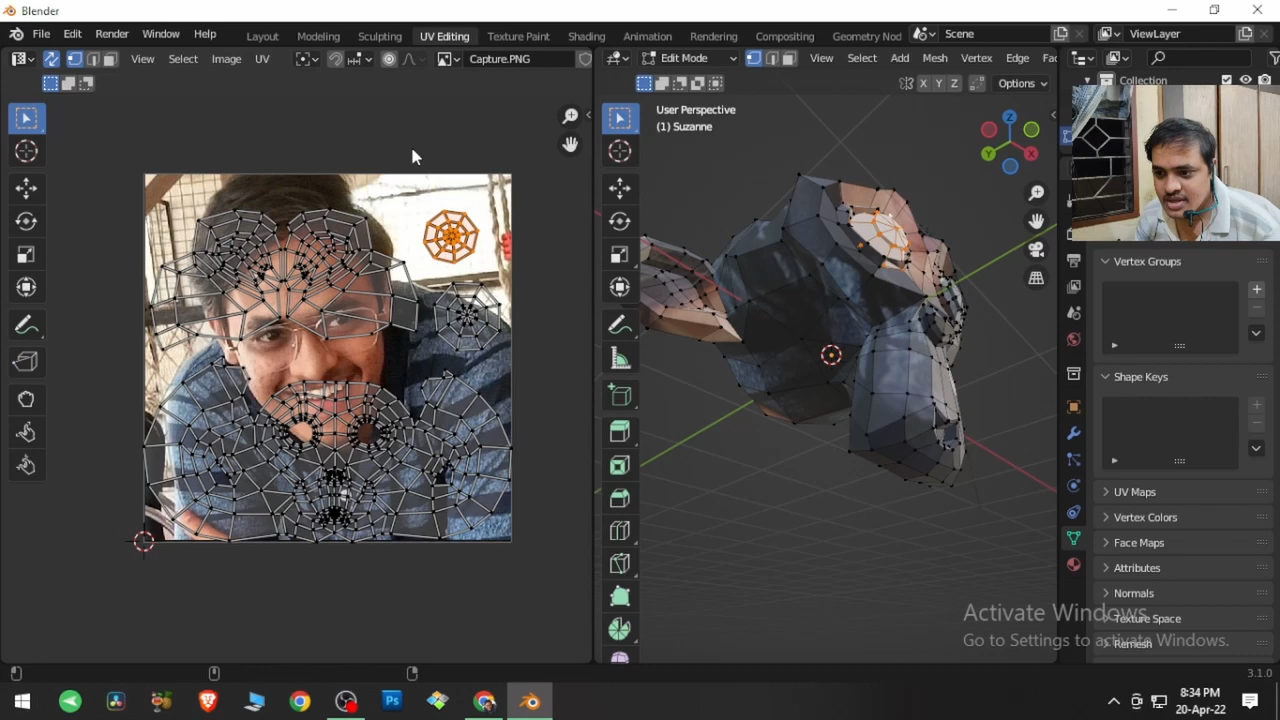 Blender
File Edit Render Window Help
Layout Modeling Sculpting UV Editing Texture Paint Shading Animation Rendering Compositing Geometry Nod
Scene
ViewLayer
View Select Image UV
Capture.PNG
Edit Mode
View Select Add Mesh Vertex Edge Fac
Collection
X Y Z
Options
User Perspective
(1) Suzanne
Z
Y
X
Vertex Groups
Shape Keys
UV Maps
Vertex Colors
Face Maps
Attributes
Normals
Texture Space
Remesh
Activate Windows
Go to Settings to activate Windows.
3.1.0
Ps
8:34 PM
20-Apr-22